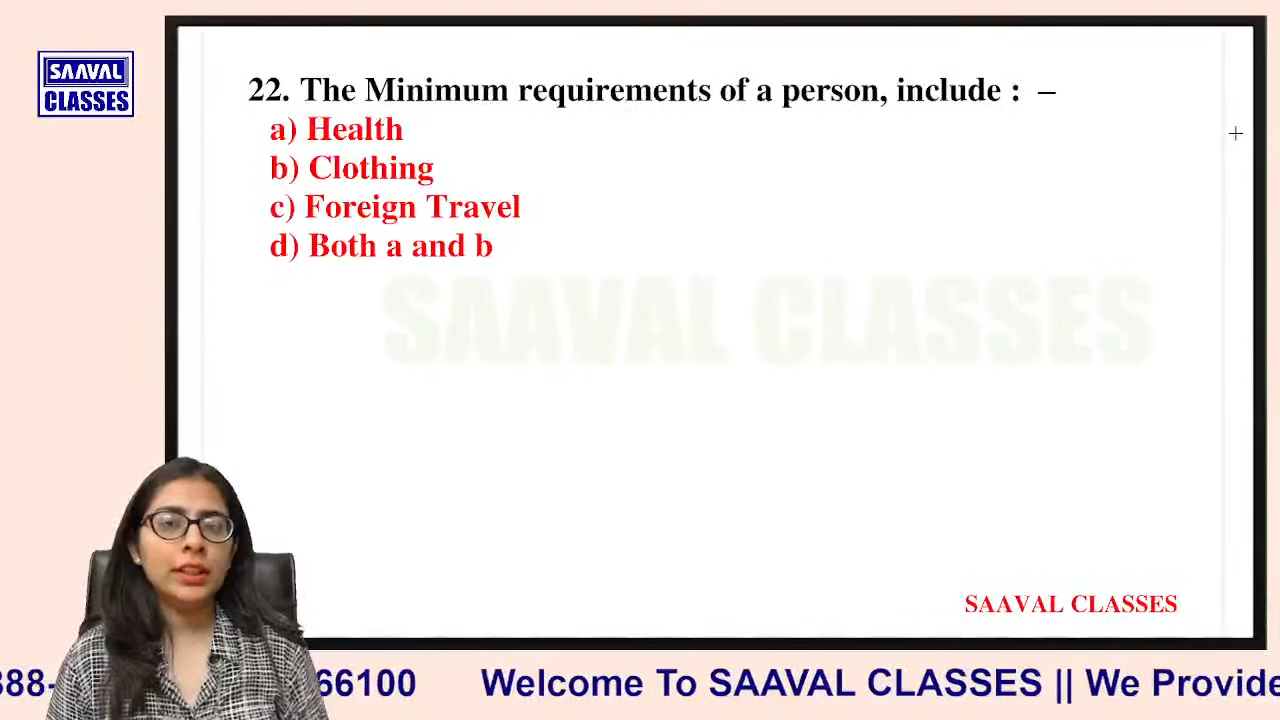 SAAVAL
CLASSES
22. The Minimum requirements of a person, include : –
a) Health
b) Clothing
c) Foreign Travel
d) Both a and b
SAAVAL CLASSES
SAAVAL CLASSES
388- 66100 Welcome To SAAVAL CLASSES || We Provide